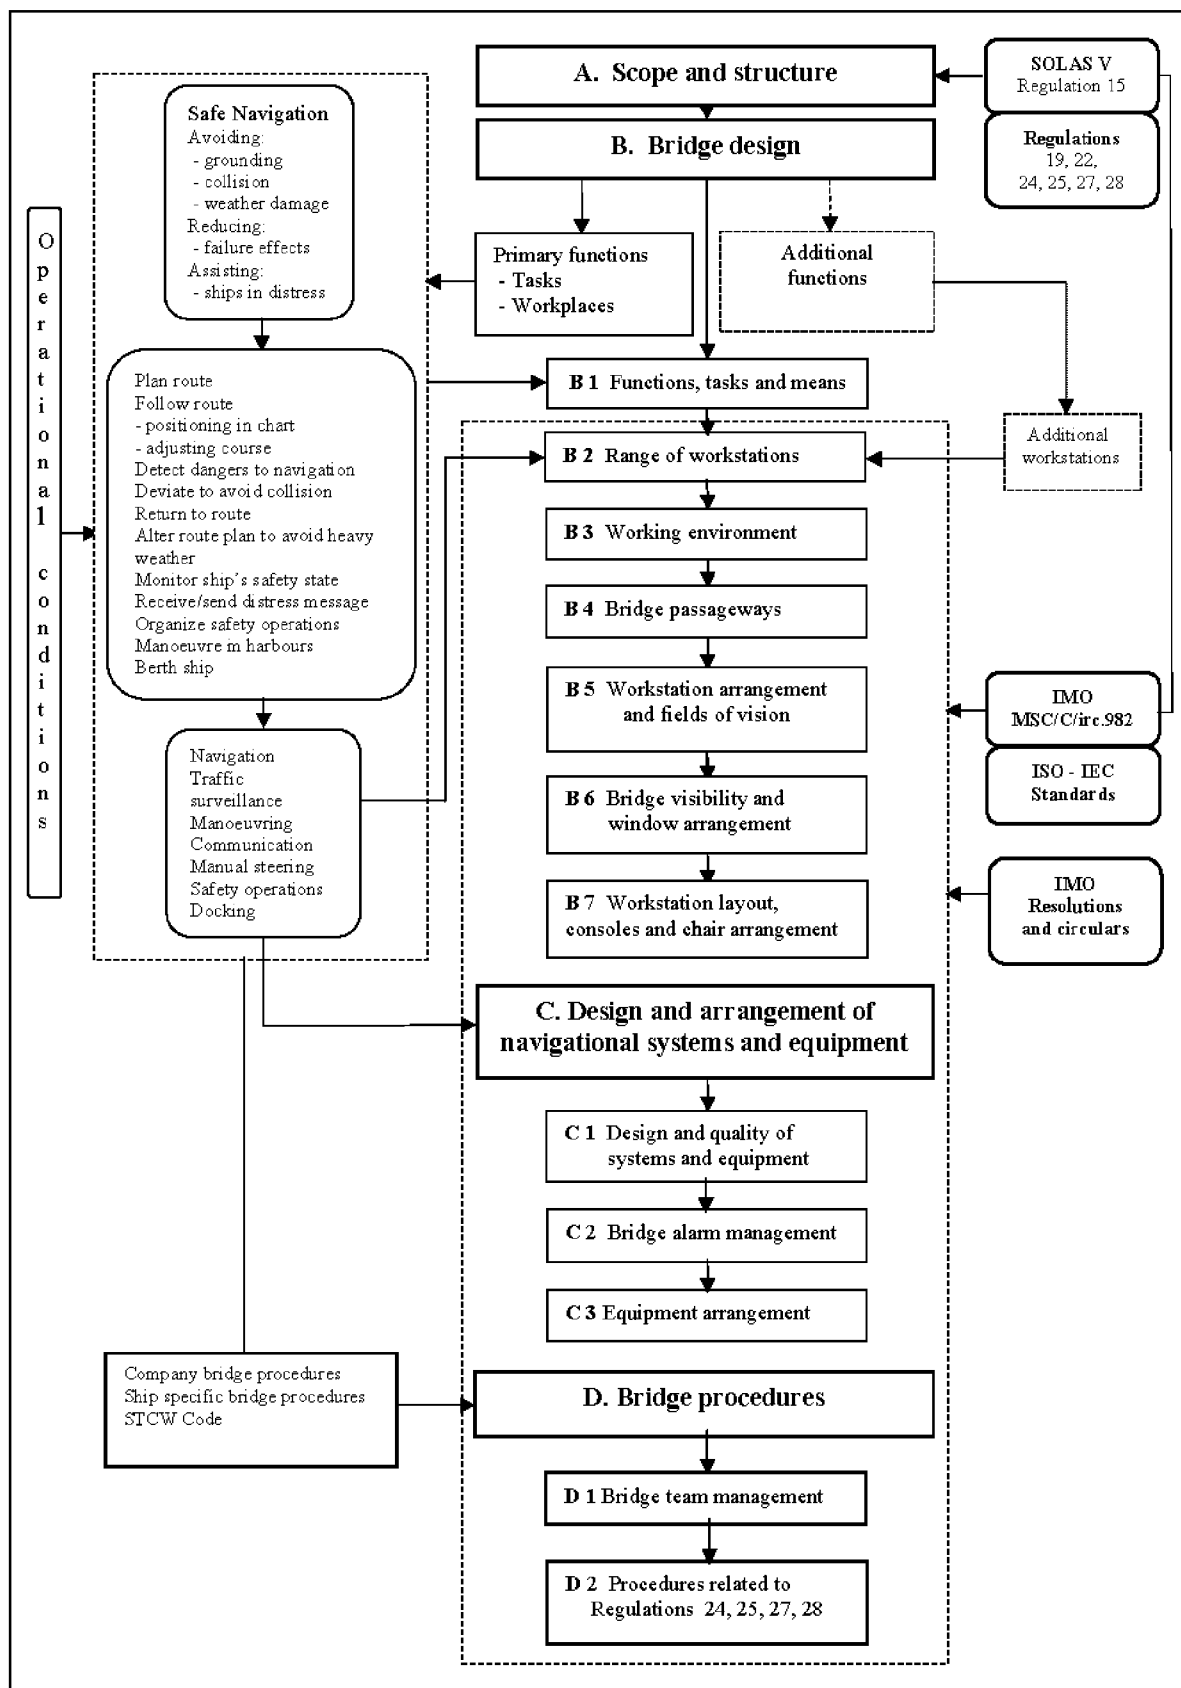 A. Scope and structure
SOLAS V
Regulation 15
Regulations
19, 22,
24, 25, 27, 28
B. Bridge design
Safe Navigation
Avoiding:
- grounding
- collision
- weather damage
Reducing:
- failure effects
Assisting:
- ships in distress
Operational conditions
Primary functions
- Tasks
- Workplaces
Additional
functions
Plan route
Follow route
- positioning in chart
- adjusting course
Detect dangers to navigation
Deviate to avoid collision
Return to route
Alter route plan to avoid heavy
weather
Monitor ship's safety state
Receive/send distress message
Organize safety operations
Manoeuvre in harbours
Berth ship
B 1 Functions, tasks and means
B 2 Range of workstations
Additional
workstations
B 3 Working environment
B 4 Bridge passageways
B 5 Workstation arrangement
and fields of vision
IMO
MSC/C/irc.982
ISO - IEC
Standards
Navigation
Traffic
surveillance
Manoeuvring
Communication
Manual steering
Safety operations
Docking
B 6 Bridge visibility and
window arrangement
B 7 Workstation layout,
consoles and chair arrangement
IMO
Resolutions
and circulars
C. Design and arrangement of
navigational systems and equipment
C 1 Design and quality of
systems and equipment
C 2 Bridge alarm management
C 3 Equipment arrangement
Company bridge procedures
Ship specific bridge procedures
STCW Code
D. Bridge procedures
D 1 Bridge team management
D 2 Procedures related to
Regulations 24, 25, 27, 28